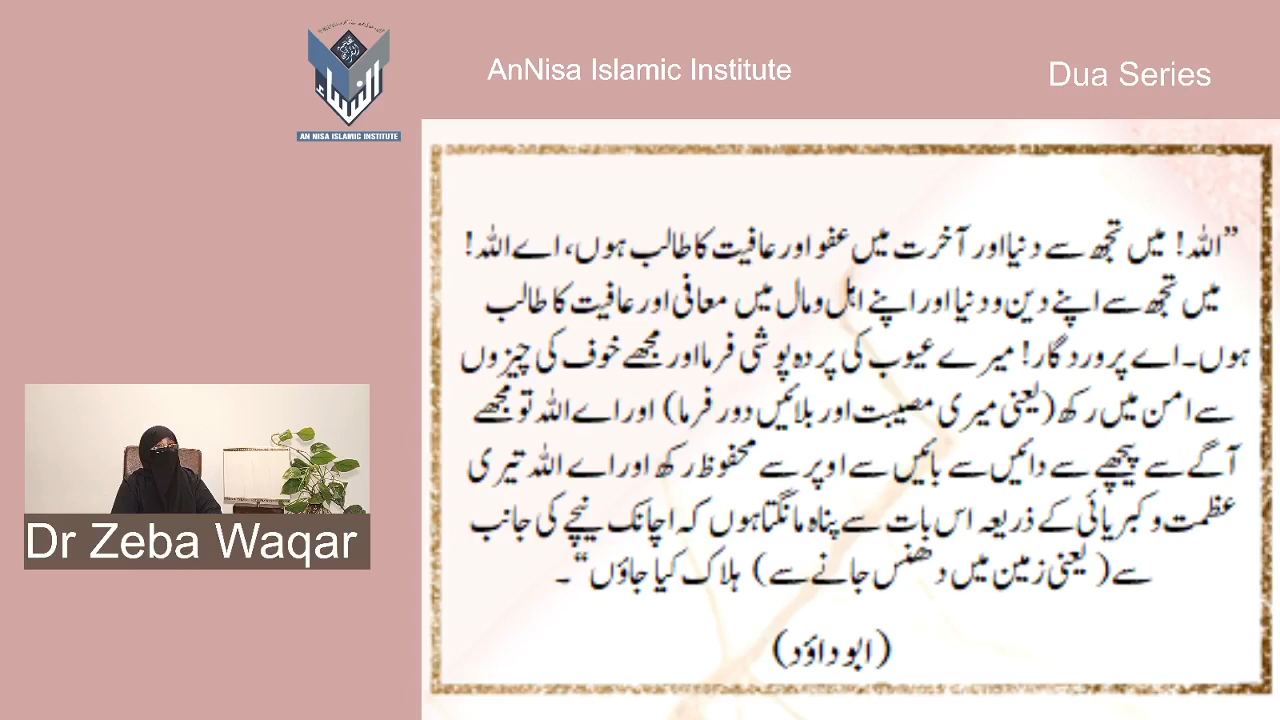 AnNisa Islamic Institute
Dua Series
النساء
AN NISA ISLAMIC INSTITUTE
”اللہ! میں تجھ سے دنیا اور آخرت میں عفو اور عافیت کا طالب ہوں، اے اللہ!
میں تجھ سے اپنے دین و دنیا اور اپنے اہل و مال میں معافی اور عافیت کا طالب
ہوں۔ اے پروردگار! میرے عیوب کی پردہ پوشی فرما اور مجھے خوف کی چیزوں
سے امن میں رکھ (یعنی میری مصیبت اور بلائیں دور فرما) اور اے اللہ تو مجھے
آگے سے پیچھے سے دائیں سے بائیں سے اوپر سے محفوظ رکھ اور اے اللہ تیری
عظمت و کبریائی کے ذریعہ اس بات سے پناہ مانگتا ہوں کہ اچانک نیچے کی جانب
سے (یعنی زمین میں دھنس جانے سے) ہلاک کیا جاؤں“۔
(ابوداؤد)
Dr Zeba Waqar